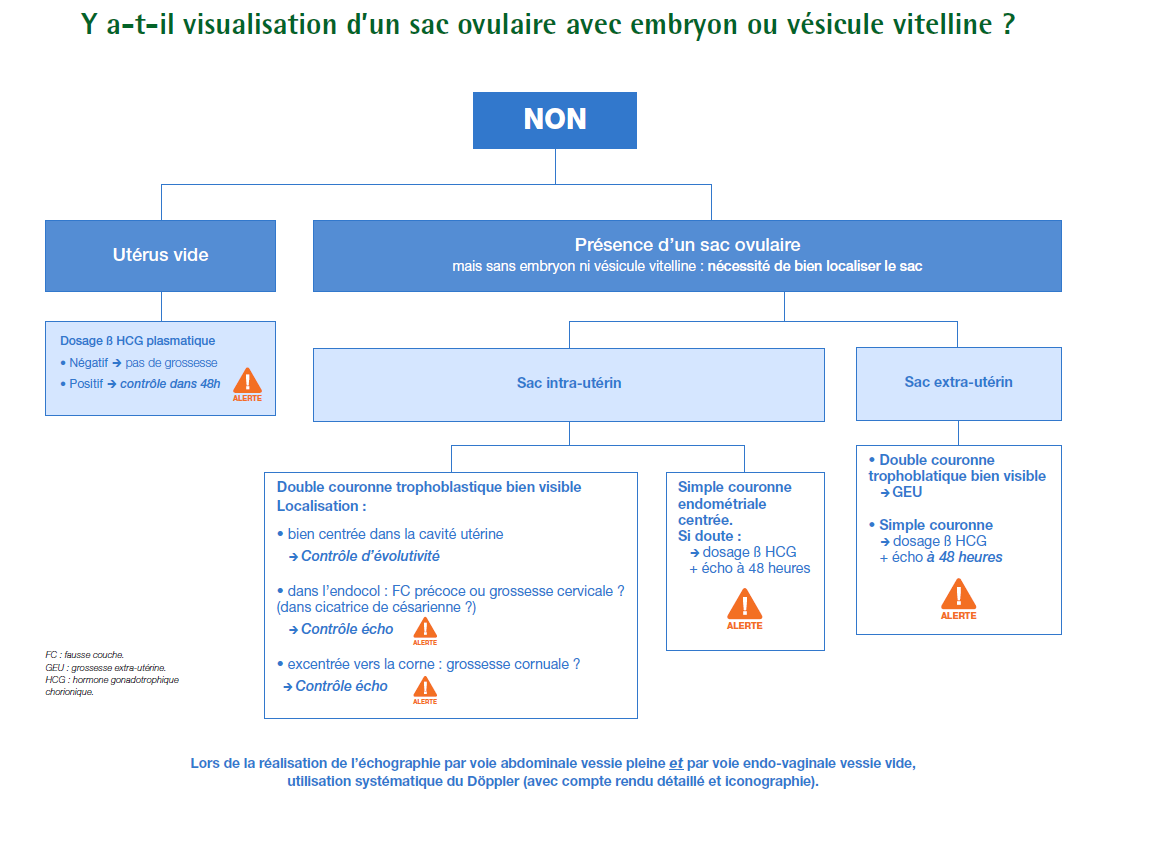 Y a-t-il visualisation d'un sac ovulaire avec embryon ou vésicule vitelline ?
NON
Utérus vide
Présence d'un sac ovulaire
mais sans embryon ni vésicule vitelline : nécessité de bien localiser le sac
Dosage ß HCG plasmatique
• Négatif → pas de grossesse
• Positif → contrôle dans 48h
ALERTE
Sac intra-utérin
Sac extra-utérin
Double couronne trophoblastique bien visible
Localisation :
• bien centrée dans la cavité utérine
→ Contrôle d'évolutivité
• dans l'endocol : FC précoce ou grossesse cervicale ?
(dans cicatrice de césarienne ?)
→ Contrôle écho
ALERTE
• excentrée vers la corne : grossesse cornuale ?
→ Contrôle écho
ALERTE
Simple couronne
endométriale
centrée.
Si doute :
→ dosage ß HCG
+ écho à 48 heures
ALERTE
• Double couronne
trophoblatique bien visible
→ GEU
• Simple couronne
→ dosage ß HCG
+ écho à 48 heures
ALERTE
FC : fausse couche.
GEU : grossesse extra-utérine.
HCG : hormone gonadotrophique
chorionique.
Lors de la réalisation de l'échographie par voie abdominale vessie pleine et par voie endo-vaginale vessie vide,
utilisation systématique du Döppler (avec compte rendu détaillé et iconographie).